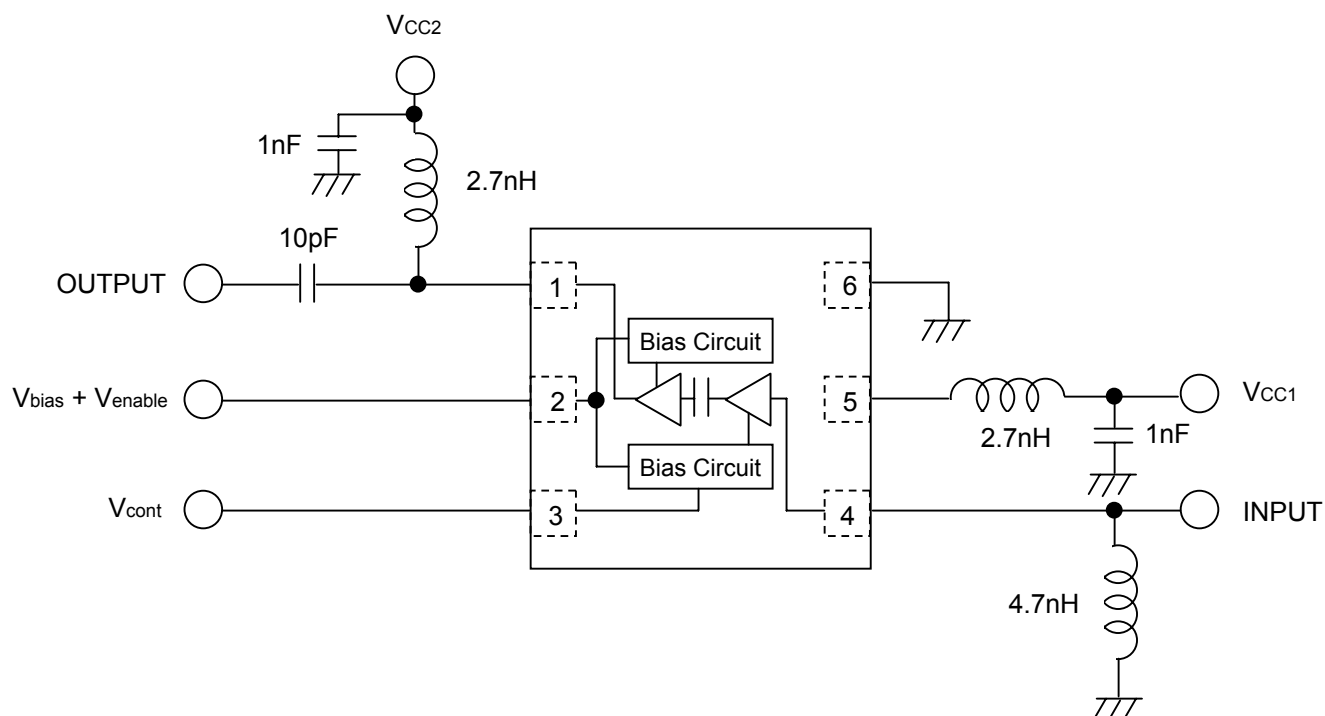 VCC2
1nF
2.7nH
10pF
OUTPUT
1
6
Bias Circuit
Vbias + Venable
2
5
VCC1
2.7nH
1nF
Bias Circuit
Vcont
3
4
INPUT
4.7nH